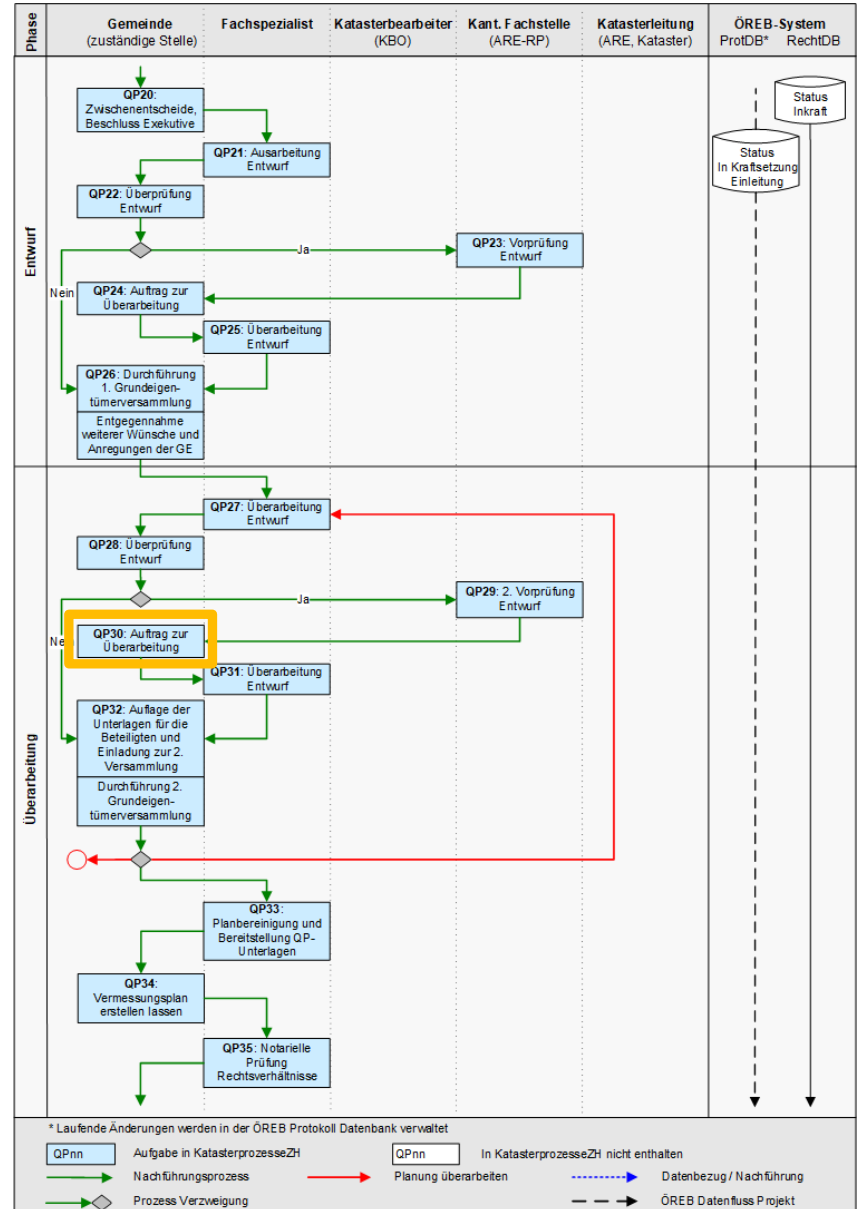 Phase
Gemeinde
(zuständige Stelle)
Fachspezialist
Katasterbearbeiter
(KBO)
Kant. Fachstelle
(ARE-RP)
Katasterleitung
(ARE, Kataster)
ÖREB-System
ProtDB* RechtDB
Entwurf
QP20:
Zwischenentscheide,
Beschluss Exekutive
Status
Inkraft
Status
In Kraftsetzung
Einleitung
QP21: Ausarbeitung
Entwurf
QP22: Überprüfung
Entwurf
Ja
QP23: Vorprüfung
Entwurf
Nein
QP24: Auftrag zur
Überarbeitung
QP25: Überarbeitung
Entwurf
QP26: Durchführung
1. Grundeigen-
tümerversammlung
Entgegennahme
weiterer Wünsche und
Anregungen der GE
Überarbeitung
QP27: Überarbeitung
Entwurf
QP28: Überprüfung
Entwurf
Ja
QP29: 2. Vorprüfung
Entwurf
QP30: Auftrag zur
Überarbeitung
QP31: Überarbeitung
Entwurf
QP32: Auflage der
Unterlagen für die
Beteiligten und
Einladung zur 2.
Versammlung
Durchführung 2.
Grundeigen-
tümerversammlung
QP33:
Planbereinigung und
Bereitstellung QP-
Unterlagen
QP34:
Vermessungsplan
erstellen lassen
QP35: Notarielle
Prüfung
Rechtsverhältnisse
* Laufende Änderungen werden in der ÖREB Protokoll Datenbank verwaltet
QPnn Aufgabe in KatasterprozesseZH
QPnn In KatasterprozesseZH nicht enthalten
Nachführungsprozess
Planung überarbeiten
Datenbezug / Nachführung
Prozess Verzweigung
ÖREB Datenfluss Projekt